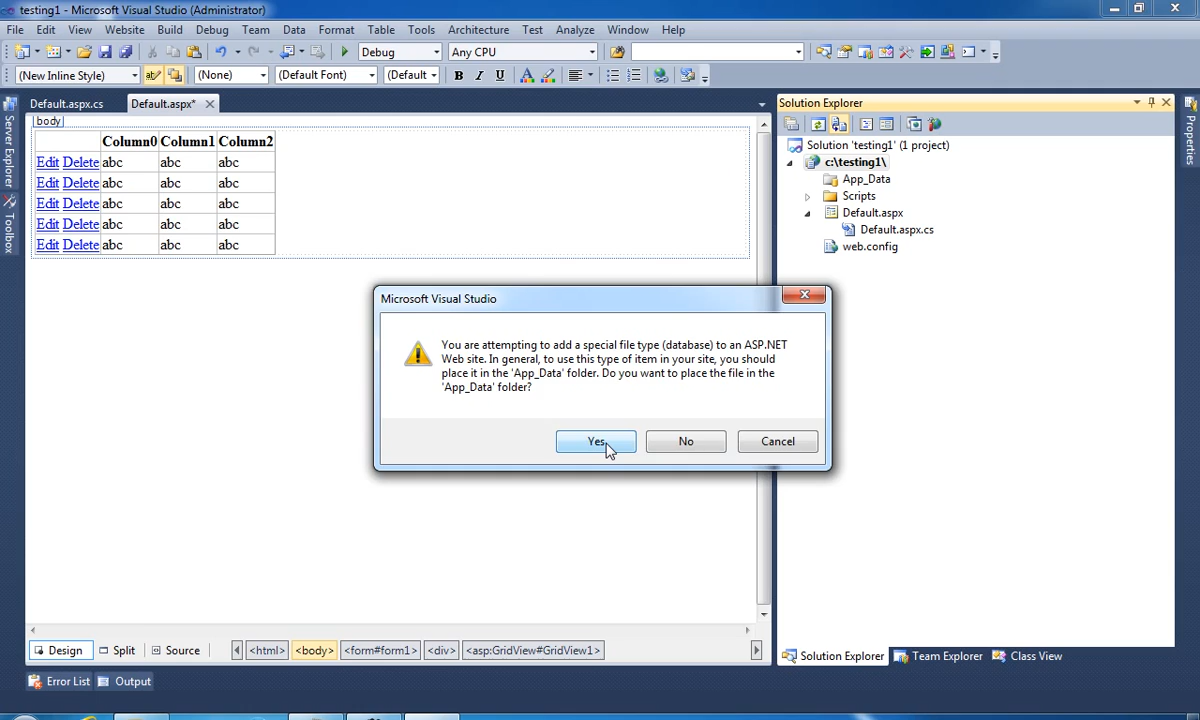 testing1 - Microsoft Visual Studio (Administrator)
File Edit View Website Build Debug Team Data Format Table Tools Architecture Test Analyze Window Help
Debug Any CPU
(New Inline Style) (None) (Default Font) (Default B I U A
Default.aspx.cs Default.aspx*
Solution Explorer
Server Explorer
Toolbox
Properties
body
Column0 Column1 Column2
Edit Delete abc abc abc
Edit Delete abc abc abc
Edit Delete abc abc abc
Edit Delete abc abc abc
Edit Delete abc abc abc
Solution 'testing1' (1 project)
c:\testing1\
App_Data
Scripts
Default.aspx
Default.aspx.cs
web.config
Microsoft Visual Studio
You are attempting to add a special file type (database) to an ASP.NET
Web site. In general, to use this type of item in your site, you should
place it in the 'App_Data' folder. Do you want to place the file in the
'App_Data' folder?
Yes No Cancel
Design Split Source <html> <body> <form#form1> <div> <asp:GridView#GridView1>
Solution Explorer Team Explorer Class View
Error List Output